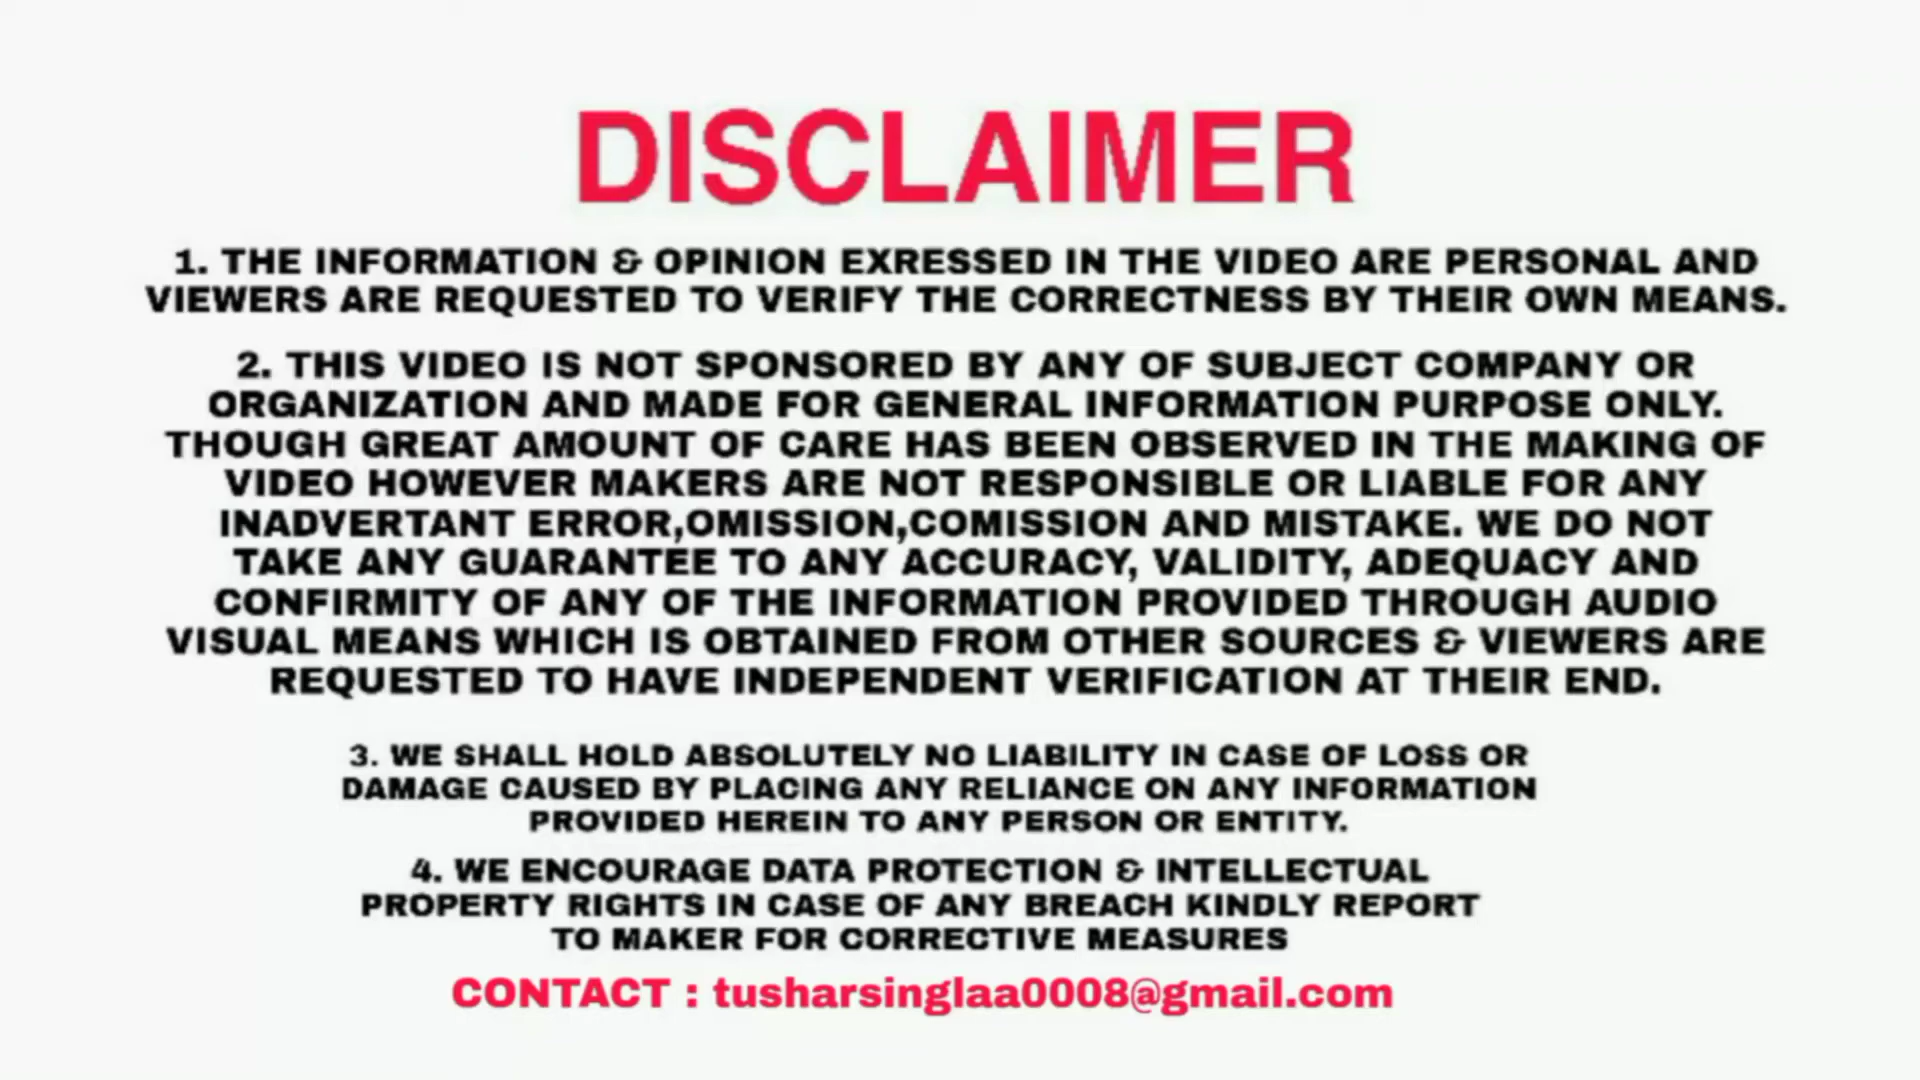 DISCLAIMER
1. THE INFORMATION & OPINION EXRESSED IN THE VIDEO ARE PERSONAL AND
VIEWERS ARE REQUESTED TO VERIFY THE CORRECTNESS BY THEIR OWN MEANS.
2. THIS VIDEO IS NOT SPONSORED BY ANY OF SUBJECT COMPANY OR
ORGANIZATION AND MADE FOR GENERAL INFORMATION PURPOSE ONLY.
THOUGH GREAT AMOUNT OF CARE HAS BEEN OBSERVED IN THE MAKING OF
VIDEO HOWEVER MAKERS ARE NOT RESPONSIBLE OR LIABLE FOR ANY
INADVERTANT ERROR,OMISSION,COMISSION AND MISTAKE. WE DO NOT
TAKE ANY GUARANTEE TO ANY ACCURACY, VALIDITY, ADEQUACY AND
CONFIRMITY OF ANY OF THE INFORMATION PROVIDED THROUGH AUDIO
VISUAL MEANS WHICH IS OBTAINED FROM OTHER SOURCES & VIEWERS ARE
REQUESTED TO HAVE INDEPENDENT VERIFICATION AT THEIR END.
3. WE SHALL HOLD ABSOLUTELY NO LIABILITY IN CASE OF LOSS OR
DAMAGE CAUSED BY PLACING ANY RELIANCE ON ANY INFORMATION
PROVIDED HEREIN TO ANY PERSON OR ENTITY.
4. WE ENCOURAGE DATA PROTECTION & INTELLECTUAL
PROPERTY RIGHTS IN CASE OF ANY BREACH KINDLY REPORT
TO MAKER FOR CORRECTIVE MEASURES
CONTACT : tusharsinglaa0008@gmail.com